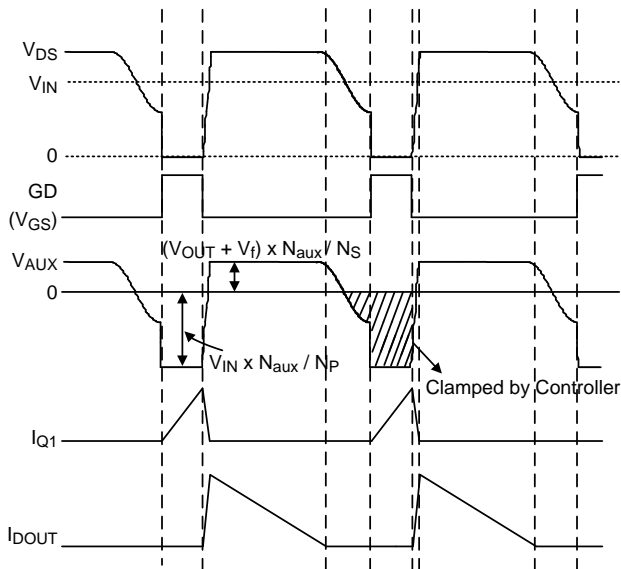 VDS
VIN
0
GD
(VGS)
(VOUT + Vf) x Naux / NS
VAUX
0
VIN x Naux / NP
Clamped by Controller
IQ1
IDOUT